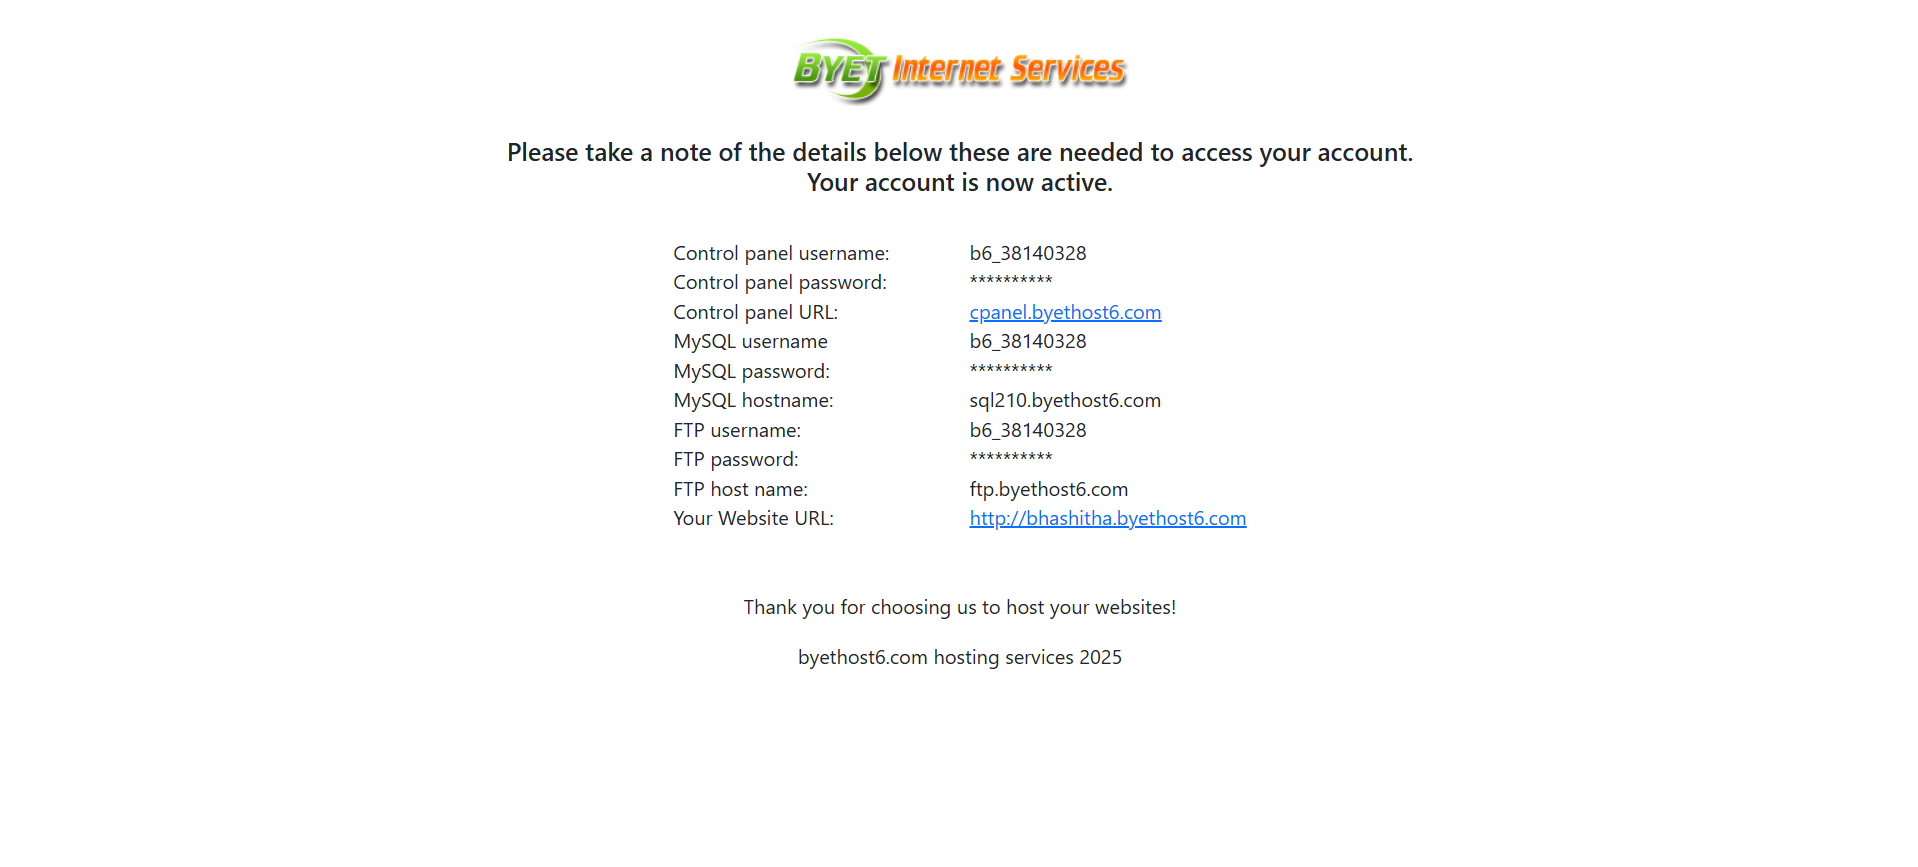 BYET Internet Services
Please take a note of the details below these are needed to access your account.
Your account is now active.
Control panel username: b6_38140328
Control panel password: **********
Control panel URL: cpanel.byethost6.com
MySQL username b6_38140328
MySQL password: **********
MySQL hostname: sql210.byethost6.com
FTP username: b6_38140328
FTP password: **********
FTP host name: ftp.byethost6.com
Your Website URL: http://bhashitha.byethost6.com
Thank you for choosing us to host your websites!
byethost6.com hosting services 2025